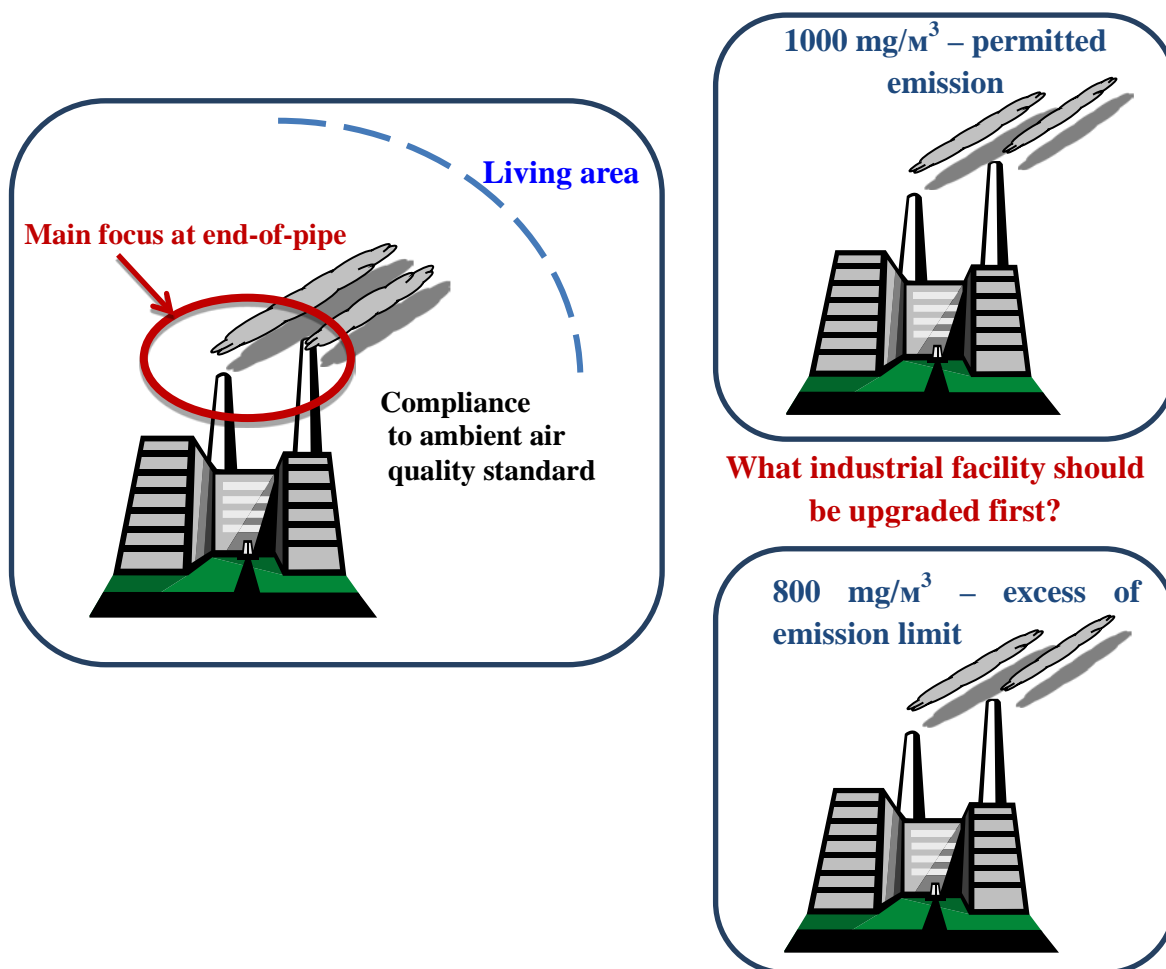 Living area
Main focus at end-of-pipe
Compliance
to ambient air
quality standard
1000 mg/м³ – permitted
emission
What industrial facility should
be upgraded first?
800 mg/м³ – excess of
emission limit